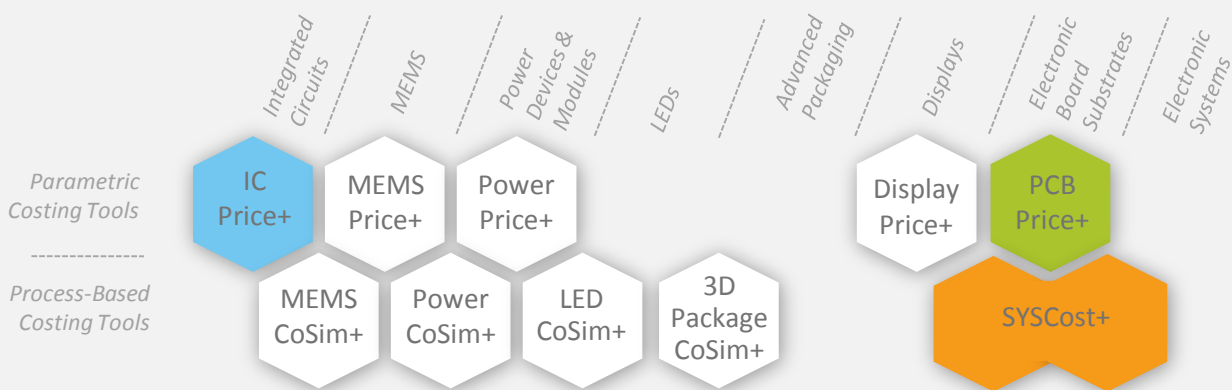 Integrated
Circuits
MEMS
Power
Devices &
Modules
LEDs
Advanced
Packaging
Displays
Electronic
Board
Substrates
Electronic
Systems
Parametric
Costing Tools
IC
Price+
MEMS
Price+
Power
Price+
Display
Price+
PCB
Price+
Process-Based
Costing Tools
MEMS
CoSim+
Power
CoSim+
LED
CoSim+
3D
Package
CoSim+
SYSCost+